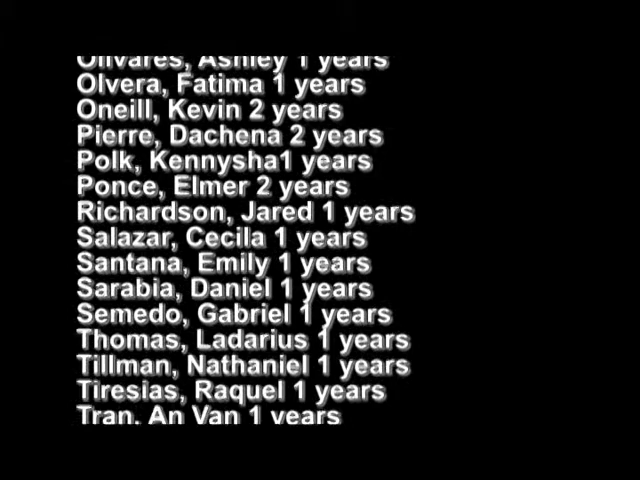 Olivares, Ashley 1 years
Olvera, Fatima 1 years
Oneill, Kevin 2 years
Pierre, Dachena 2 years
Polk, Kennysha1 years
Ponce, Elmer 2 years
Richardson, Jared 1 years
Salazar, Cecila 1 years
Santana, Emily 1 years
Sarabia, Daniel 1 years
Semedo, Gabriel 1 years
Thomas, Ladarius 1 years
Tillman, Nathaniel 1 years
Tiresias, Raquel 1 years
Tran, An Van 1 years